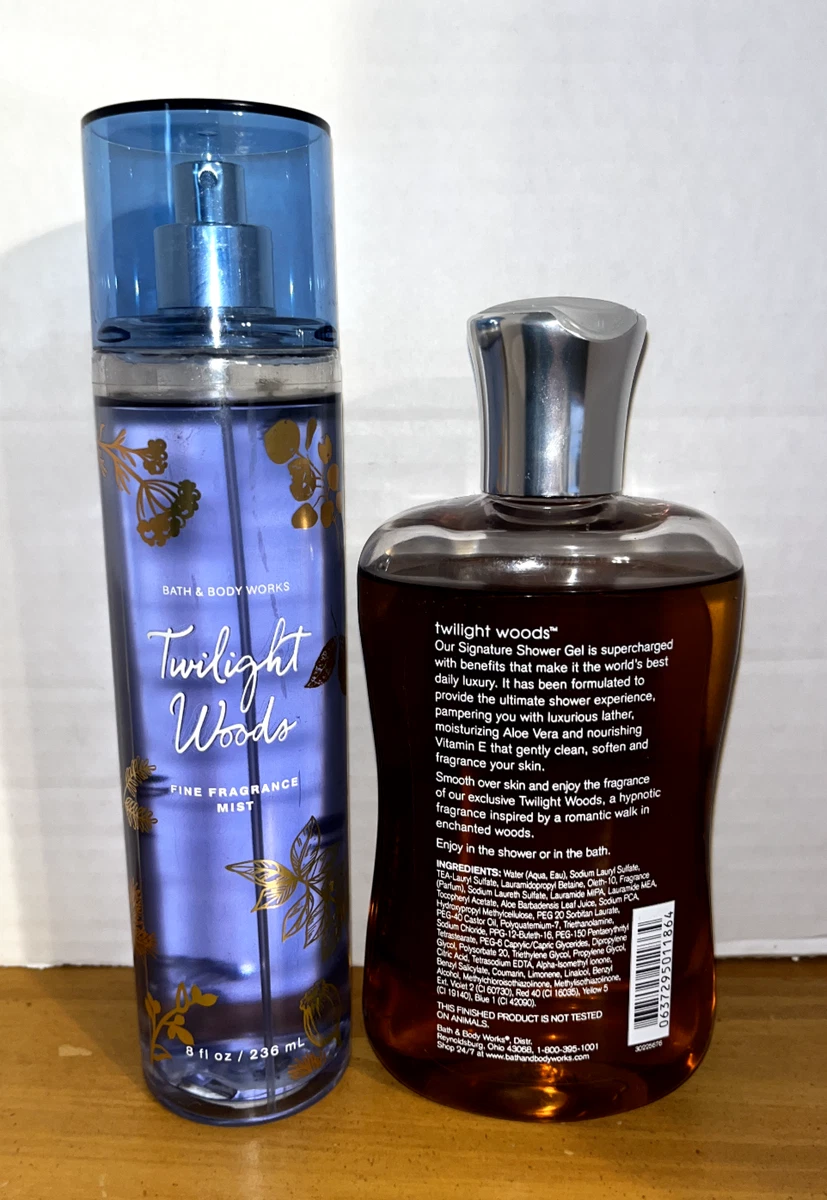 BATH & BODY WORKS
Twilight
Woods
FINE FRAGRANCE
MIST
8 fl oz / 236 mL
twilight woods™
Our Signature Shower Gel is supercharged
with benefits that make it the world's best
daily luxury. It has been formulated to
provide the ultimate shower experience,
pampering you with luxurious lather,
moisturizing Aloe Vera and nourishing
Vitamin E that gently clean, soften and
fragrance your skin.
Smooth over skin and enjoy the fragrance
of our exclusive Twilight Woods, a hypnotic
fragrance inspired by a romantic walk in
enchanted woods.
Enjoy in the shower or in the bath.
INGREDIENTS: Water (Aqua, Eau), Sodium Lauryl Sulfate,
TEA-Lauryl Sulfate, Lauramidopropyl Betaine, Oleth-10, Fragrance
(Parfum), Sodium Laureth Sulfate, Lauramide MIPA, Lauramide MEA,
Tocopheryl Acetate, Aloe Barbadensis Leaf Juice, Sodium PCA,
Hydroxypropyl Methylcellulose, PEG 20 Sorbitan Laurate,
PEG-40 Castor Oil, Polyquaternium-7, Triethanolamine,
Sodium Chloride, PPG-12-Buteth-16, PEG-150 Pentaerythrityl
Tetrastearate, PEG-6 Caprylic/Capric Glycerides, Dipropylene
Glycol, Polysorbate 20, Triethylene Glycol, Propylene Glycol,
Citric Acid, Tetrasodium EDTA, Alpha-Isomethyl Ionone,
Benzyl Salicylate, Coumarin, Limonene, Linalool, Benzyl
Alcohol, Methylchloroisothiazolinone, Methylisothiazolinone,
Ext. Violet 2 (CI 60730), Red 40 (CI 16035), Yellow 5
(CI 19140), Blue 1 (CI 42090).
THIS FINISHED PRODUCT IS NOT TESTED
ON ANIMALS.
Bath & Body Works®, Distr.
Reynoldsburg, Ohio 43068, 1-800-395-1001
Shop 24/7 at www.bathandbodyworks.com
0637295011864